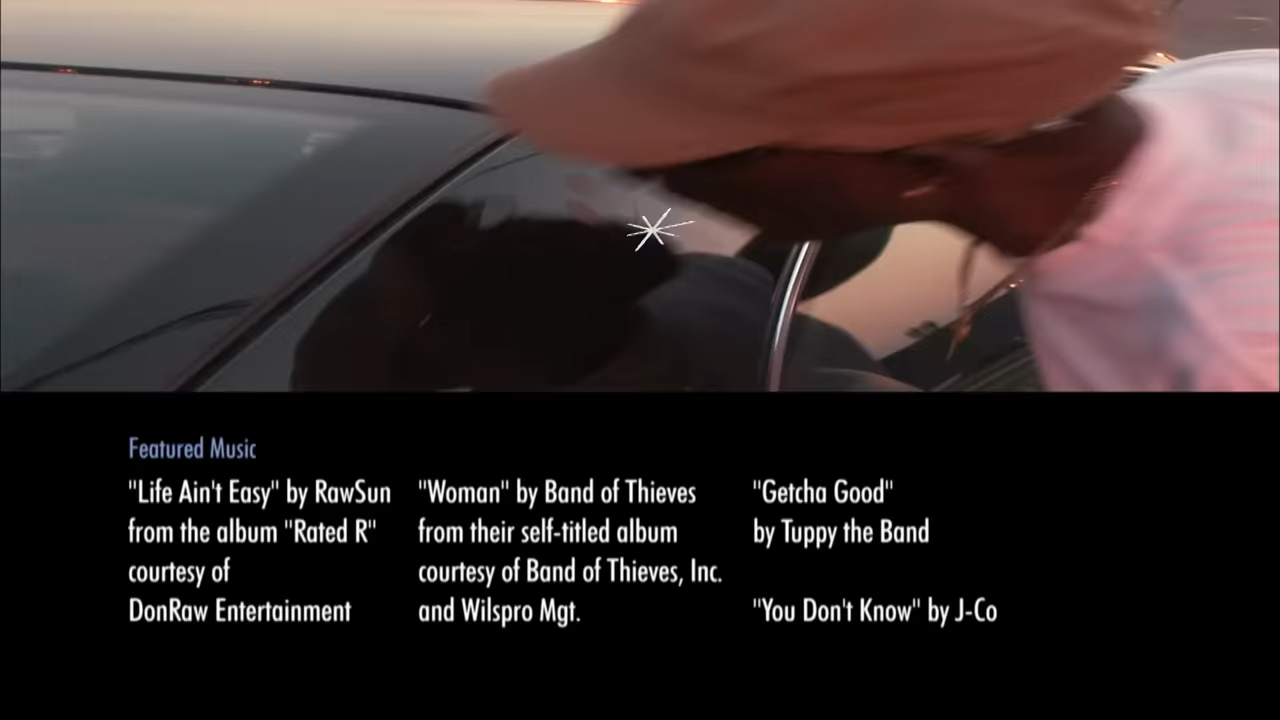 Featured Music
"Life Ain't Easy" by RawSun
from the album "Rated R"
courtesy of
DonRaw Entertainment
"Woman" by Band of Thieves
from their self-titled album
courtesy of Band of Thieves, Inc.
and Wilspro Mgt.
"Getcha Good"
by Tuppy the Band
"You Don't Know" by J-Co